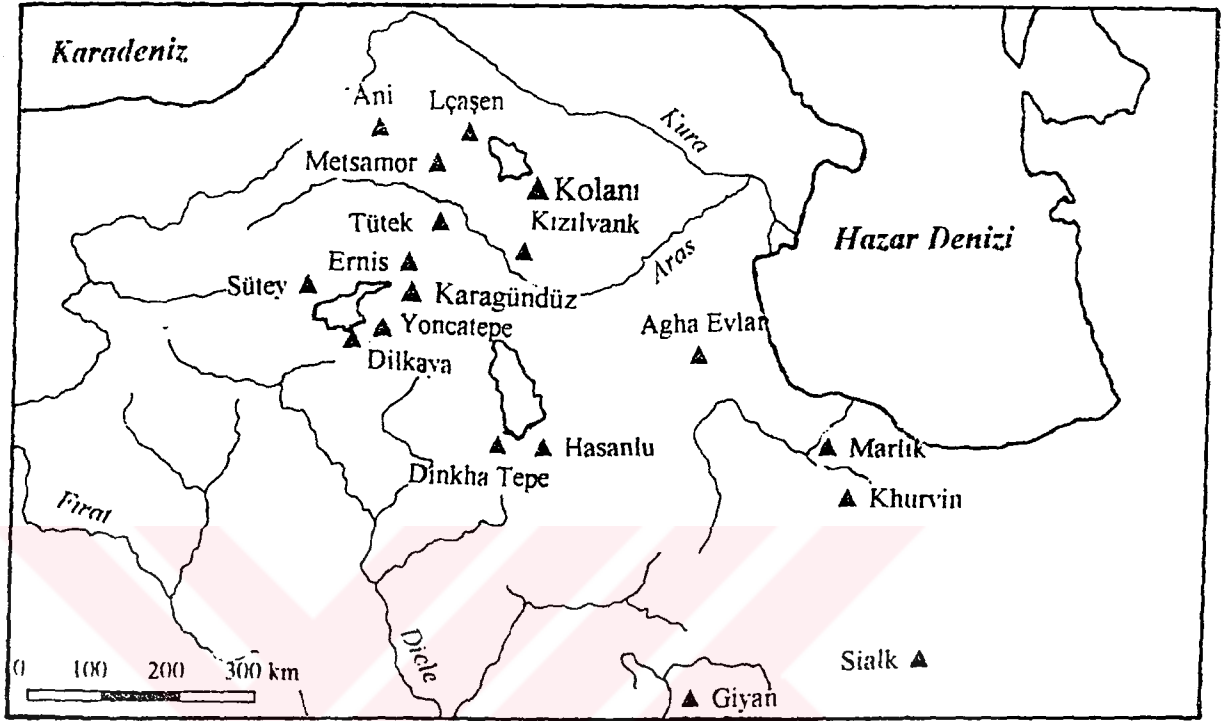 Karadeniz
Ani
Lçaşen
Kura
Metsamor
Kolanı
Tütek
Kızılvank
Hazar Denizi
Aras
Ernis
Sütey
Karagündüz
Yoncatepe
Agha Evlar
Dilkaya
Hasanlu
Marlik
Dinkha Tepe
Khurvin
Fırat
Dicle
0 100 200 300 km
Sialk
Giyan